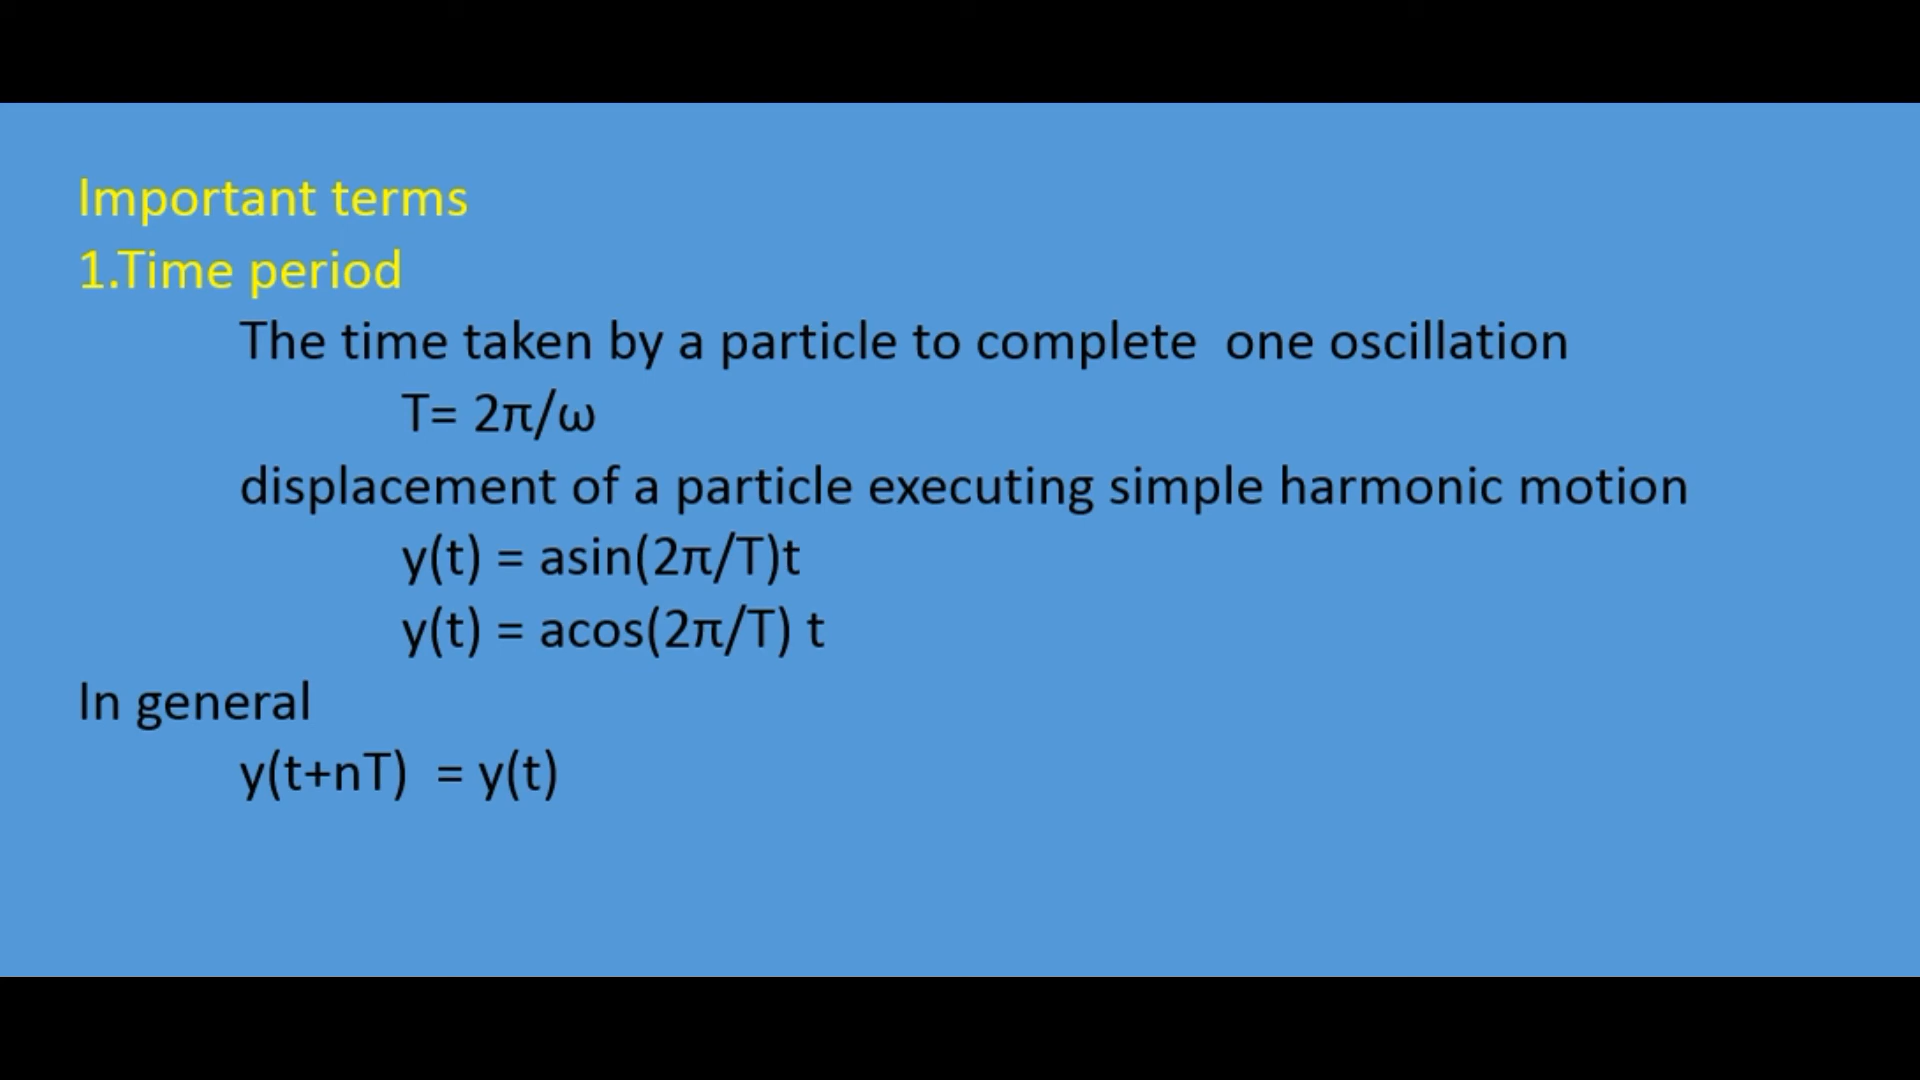 Important terms
1.Time period
The time taken by a particle to complete  one oscillation
T= 2π/ω
displacement of a particle executing simple harmonic motion
y(t) = asin(2π/T)t
y(t) = acos(2π/T) t
In general
y(t+nT)  = y(t)